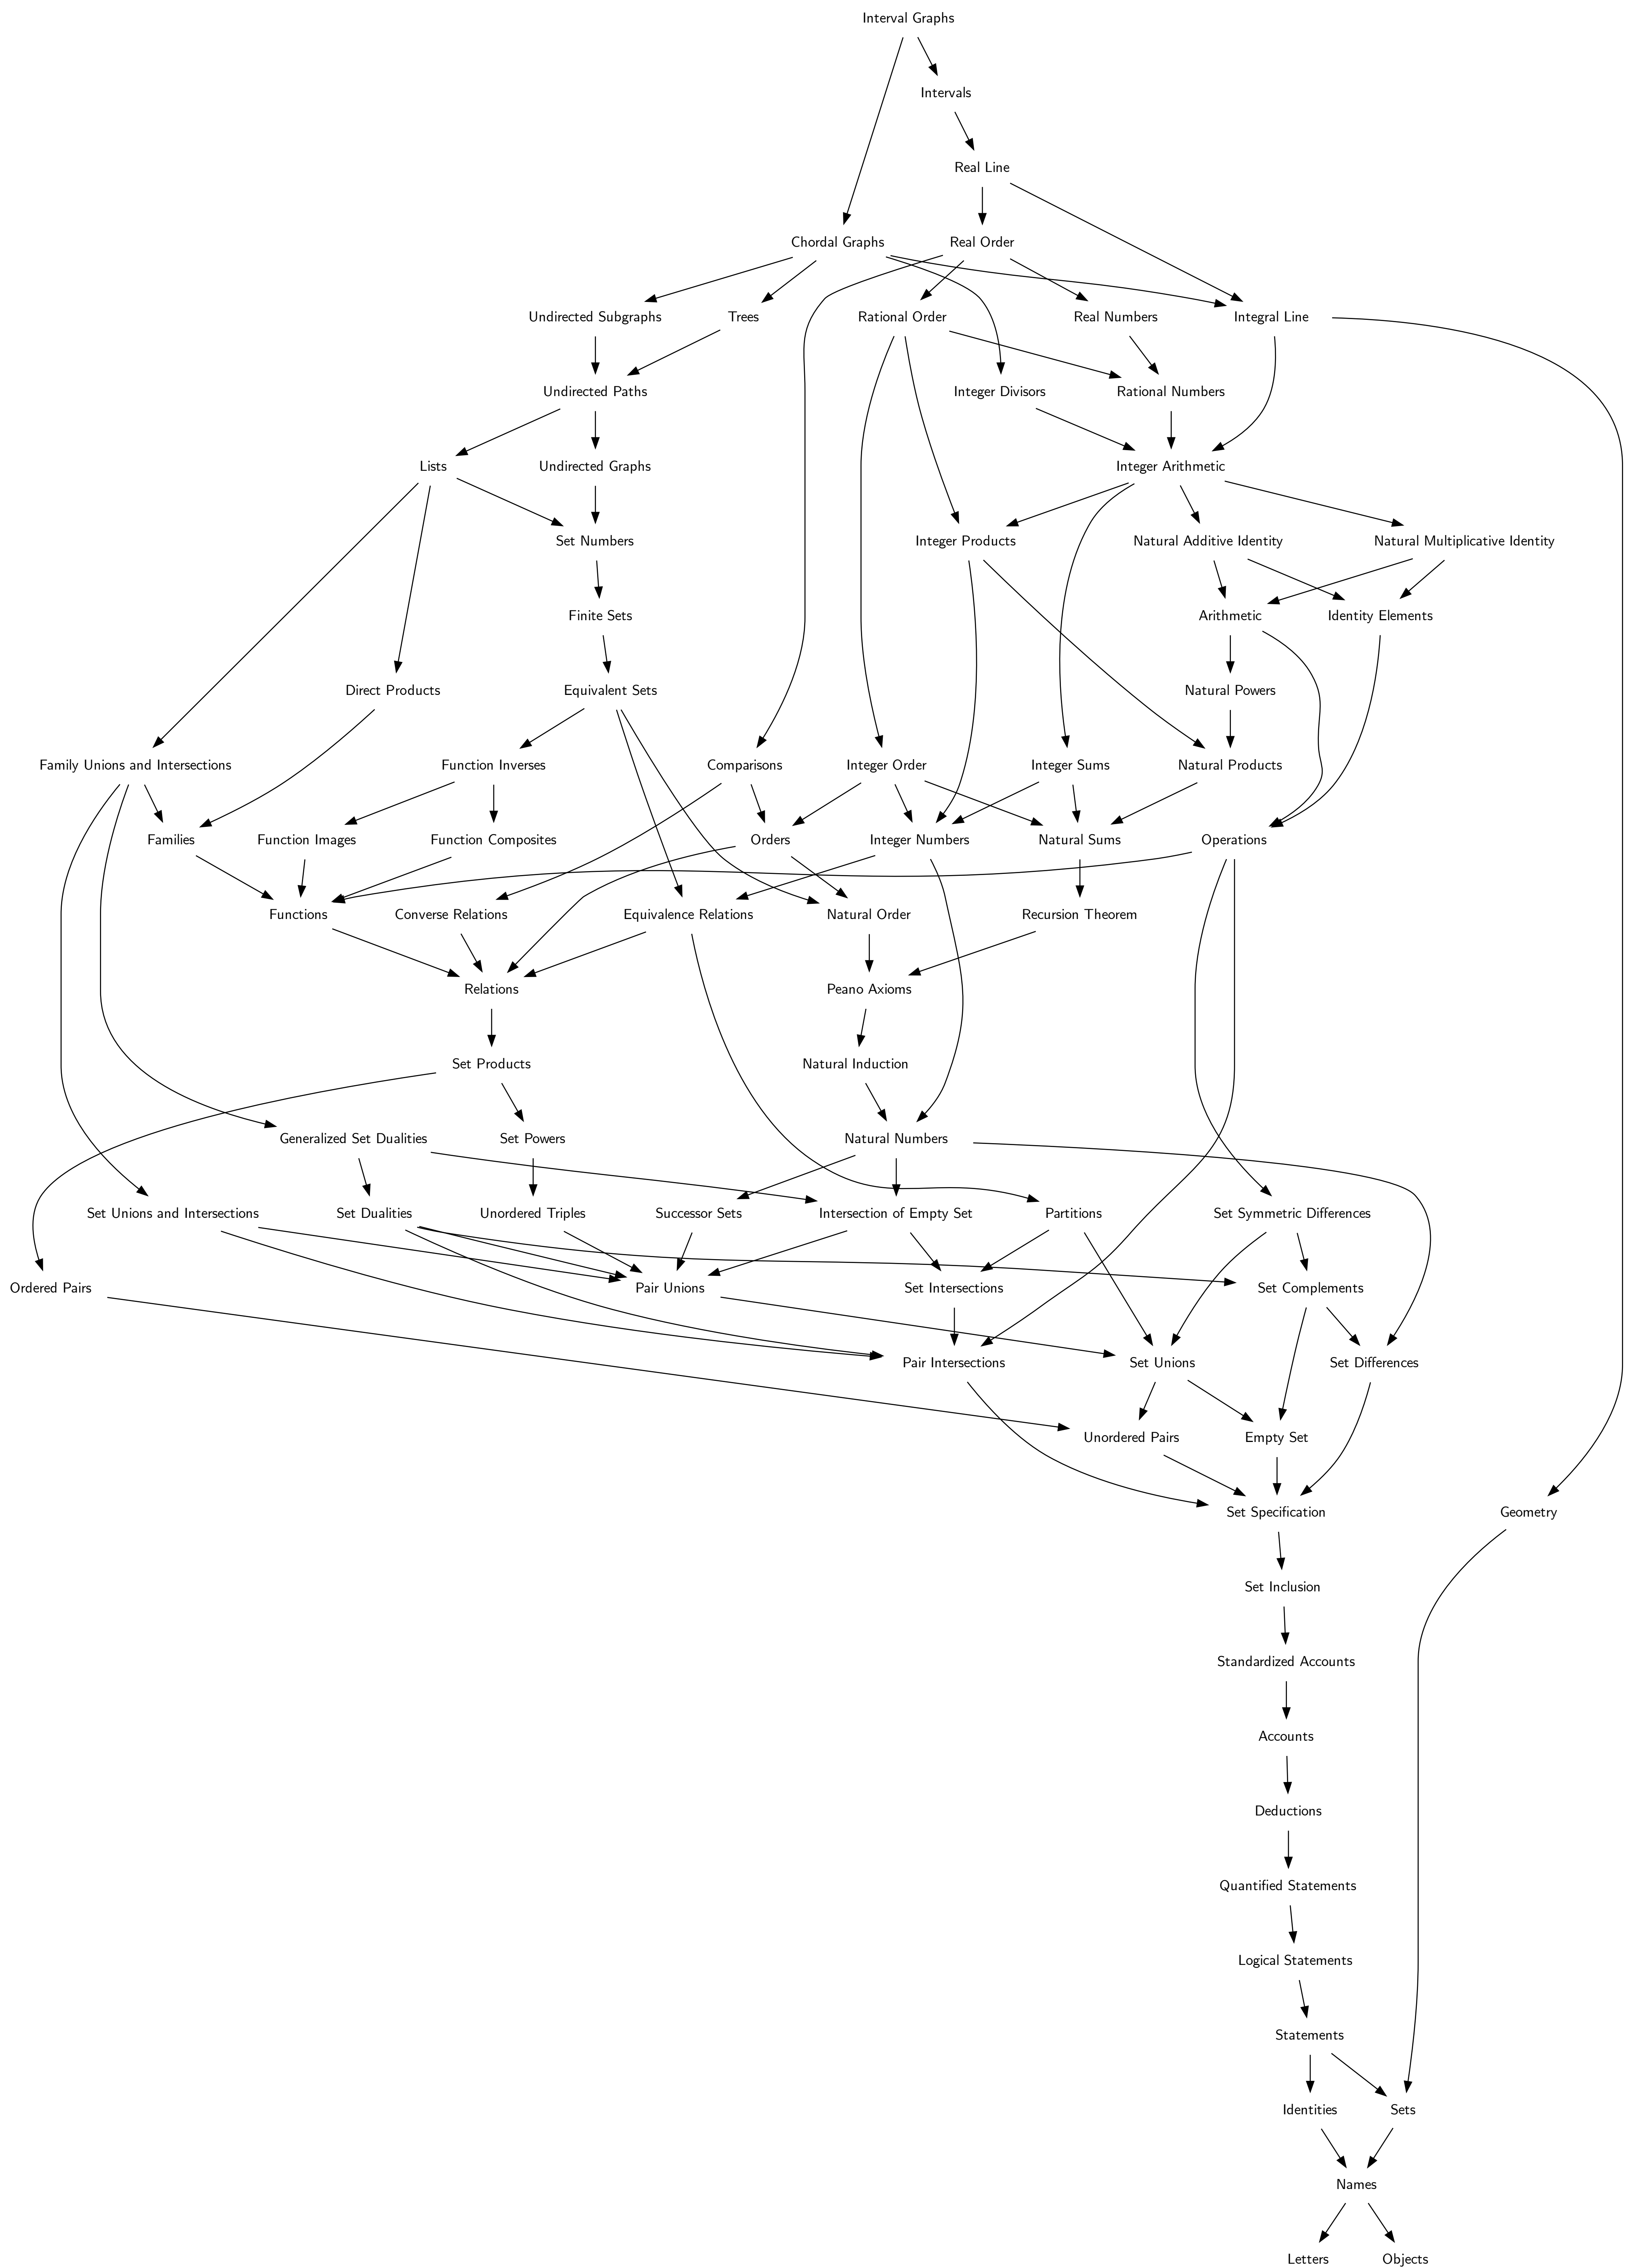 Interval Graphs
Intervals
Real Line
Chordal Graphs
Real Order
Undirected Subgraphs
Trees
Rational Order
Real Numbers
Integral Line
Undirected Paths
Integer Divisors
Rational Numbers
Lists
Undirected Graphs
Integer Arithmetic
Set Numbers
Integer Products
Natural Additive Identity
Natural Multiplicative Identity
Finite Sets
Arithmetic
Identity Elements
Direct Products
Equivalent Sets
Natural Powers
Family Unions and Intersections
Function Inverses
Comparisons
Integer Order
Integer Sums
Natural Products
Families
Function Images
Function Composites
Orders
Integer Numbers
Natural Sums
Operations
Functions
Converse Relations
Equivalence Relations
Natural Order
Recursion Theorem
Relations
Peano Axioms
Set Products
Natural Induction
Generalized Set Dualities
Set Powers
Natural Numbers
Set Unions and Intersections
Set Dualities
Unordered Triples
Successor Sets
Intersection of Empty Set
Partitions
Set Symmetric Differences
Ordered Pairs
Pair Unions
Set Intersections
Set Complements
Pair Intersections
Set Unions
Set Differences
Unordered Pairs
Empty Set
Set Specification
Geometry
Set Inclusion
Standardized Accounts
Accounts
Deductions
Quantified Statements
Logical Statements
Statements
Identities
Sets
Names
Letters
Objects